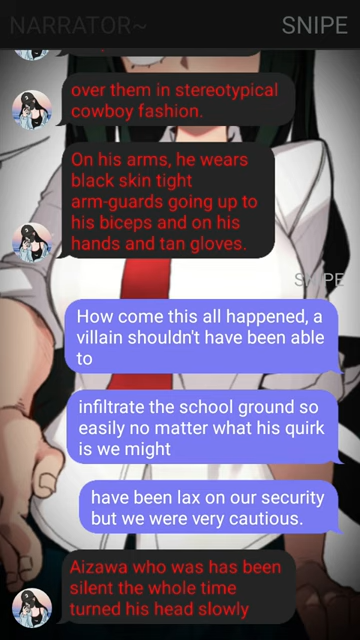 NARRATOR~ SNIPE
over them in stereotypical
cowboy fashion.
On his arms, he wears
black skin tight
arm-guards going up to
his biceps and on his
hands and tan gloves.
SNIPE
How come this all happened, a
villain shouldn't have been able
to
infiltrate the school ground so
easily no matter what his quirk
is we might
have been lax on our security
but we were very cautious.
Aizawa who was has been
silent the whole time
turned his head slowly